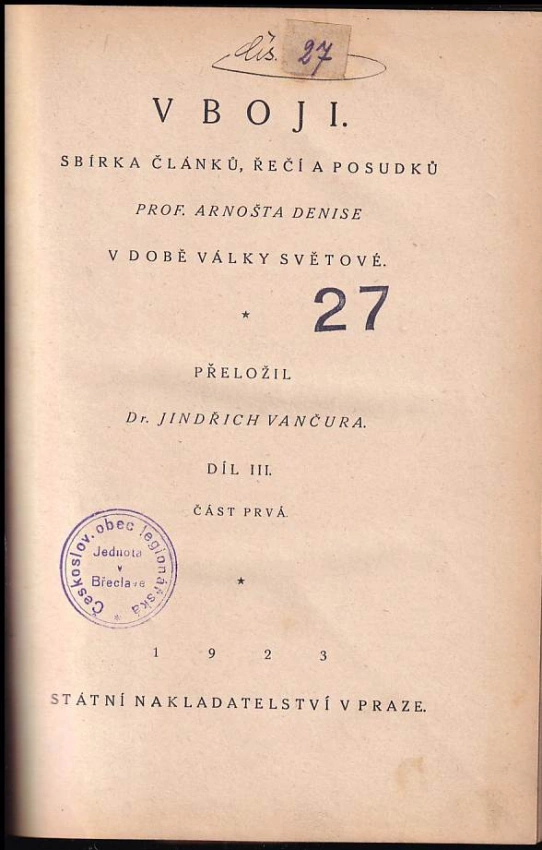 čís. 27
V BOJI.
SBÍRKA ČLÁNKŮ, ŘEČÍ A POSUDKŮ
PROF. ARNOŠTA DENISE
V DOBĚ VÁLKY SVĚTOVÉ.
27
PŘELOŽIL
Dr. JINDŘICH VANČURA.
DÍL III.
ČÁST PRVÁ
Českoslov. obec legionářská
Jednota
v
Břeclavě
1 9 2 3
STÁTNÍ NAKLADATELSTVÍ V PRAZE.